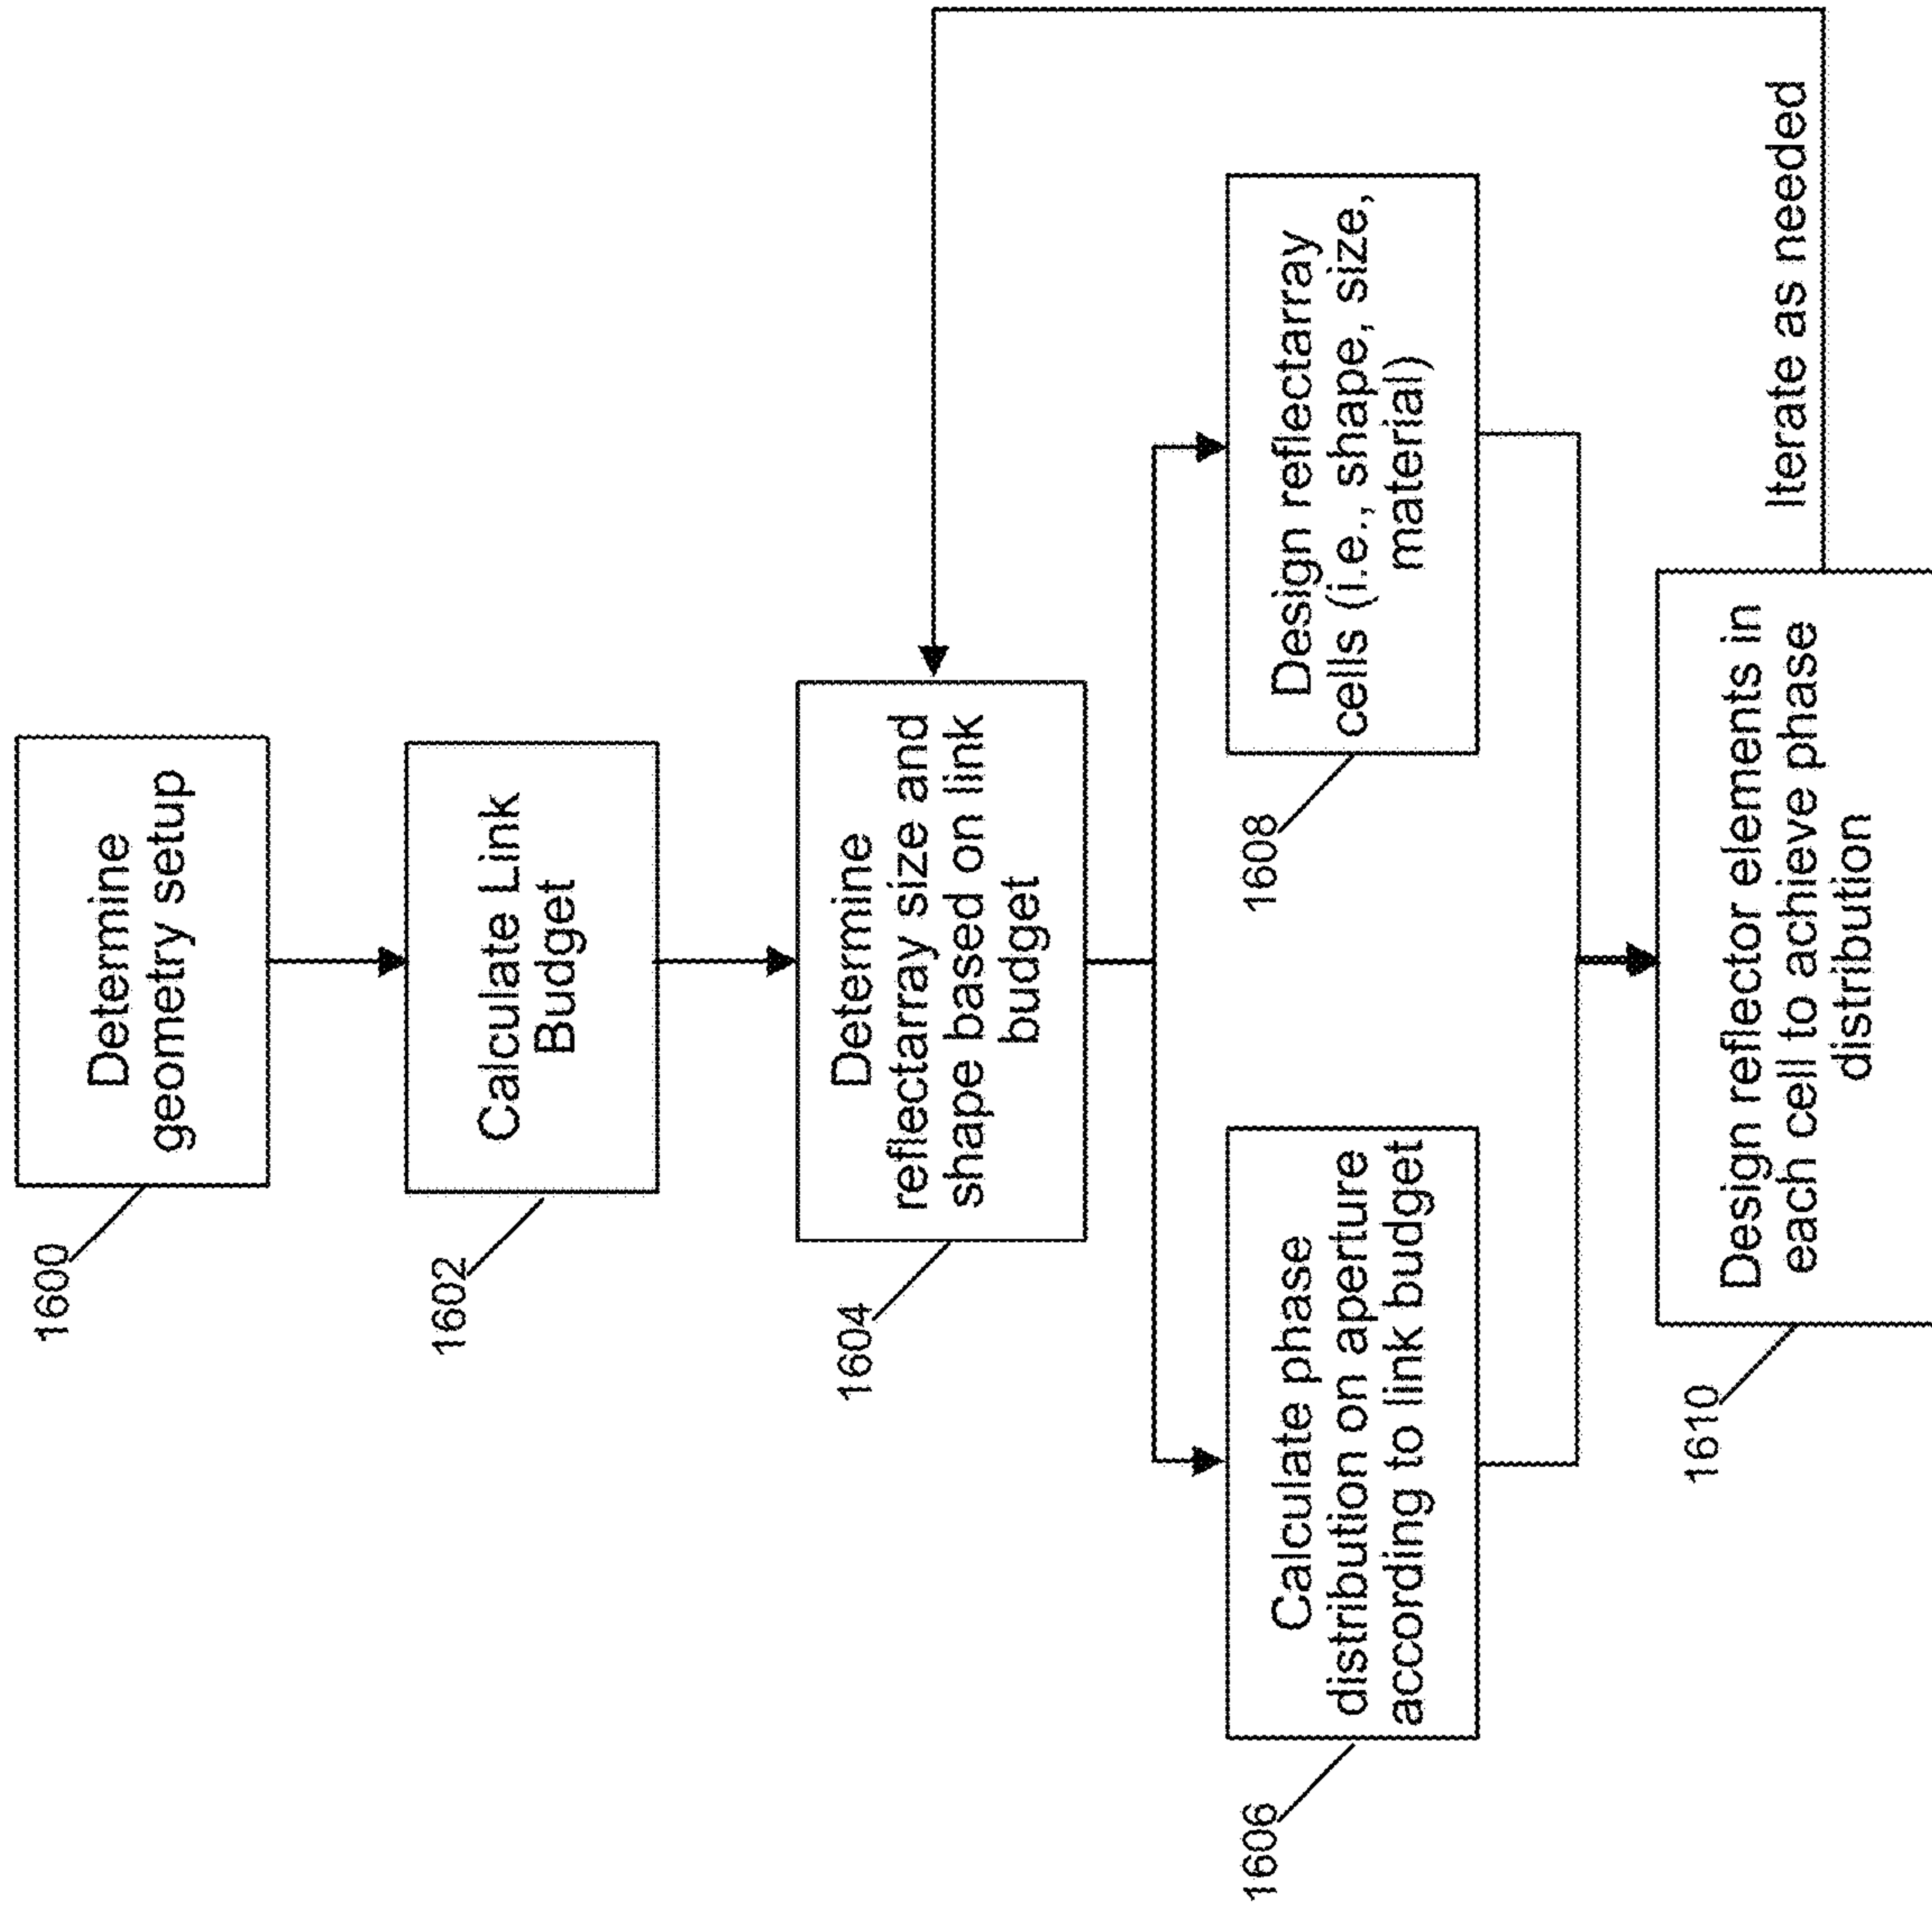 1600
Determine
geometry setup
1602
Calculate Link
Budget
1604
Determine
reflectarray size and
shape based on link
budget
1606
Calculate phase
distribution on aperture
according to link budget
1608
Design reflectarray
cells (i.e., shape, size,
material)
1610
Design reflector elements in
each cell to achieve phase
distribution
Iterate as needed